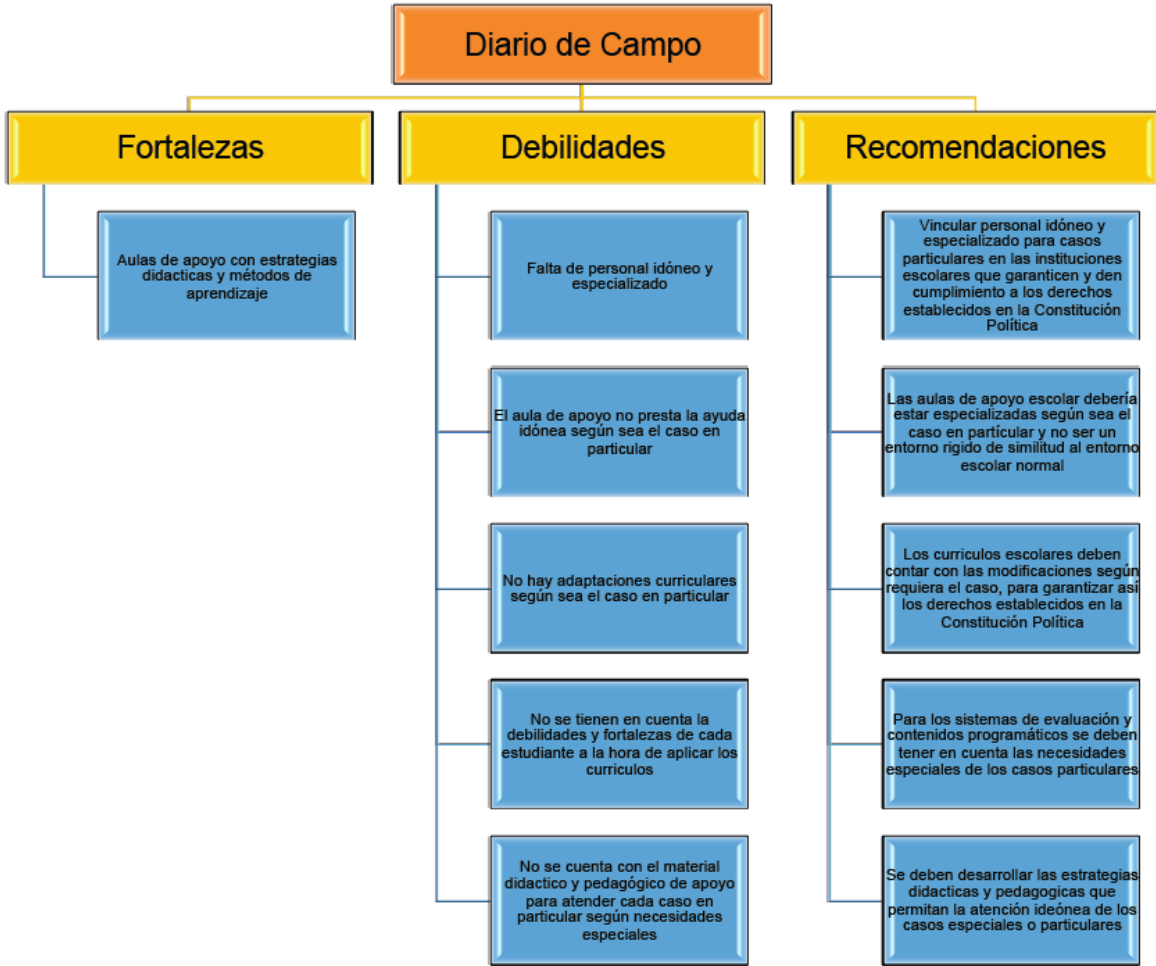 Diario de Campo
Fortalezas
Aulas de apoyo con estrategias
didacticas y métodos de
aprendizaje
Debilidades
Falta de personal idóneo y
especializado
El aula de apoyo no presta la ayuda
idónea según sea el caso en
particular
No hay adaptaciones curriculares
según sea el caso en particular
No se tienen en cuenta la
debilidades y fortalezas de cada
estudiante a la hora de aplicar los
curriculos
No se cuenta con el material
didactico y pedagógico de apoyo
para atender cada caso en
particular según necesidades
especiales
Recomendaciones
Vincular personal idóneo y
especializado para casos
particulares en las instituciones
escolares que garanticen y den
cumplimiento a los derechos
establecidos en la Constitución
Política
Las aulas de apoyo escolar debería
estar especializadas según sea el
caso en partícular y no ser un
entorno rigido de similitud al entorno
escolar normal
Los curriculos escolares deben
contar con las modificaciones según
requiera el caso, para garantizar así
los derechos establecidos en la
Constitución Política
Para los sistemas de evaluación y
contenidos programáticos se deben
tener en cuenta las necesidades
especiales de los casos particulares
Se deben desarrollar las estrategias
didacticas y pedagogicas que
permitan la atención ideónea de los
casos especiales o particulares